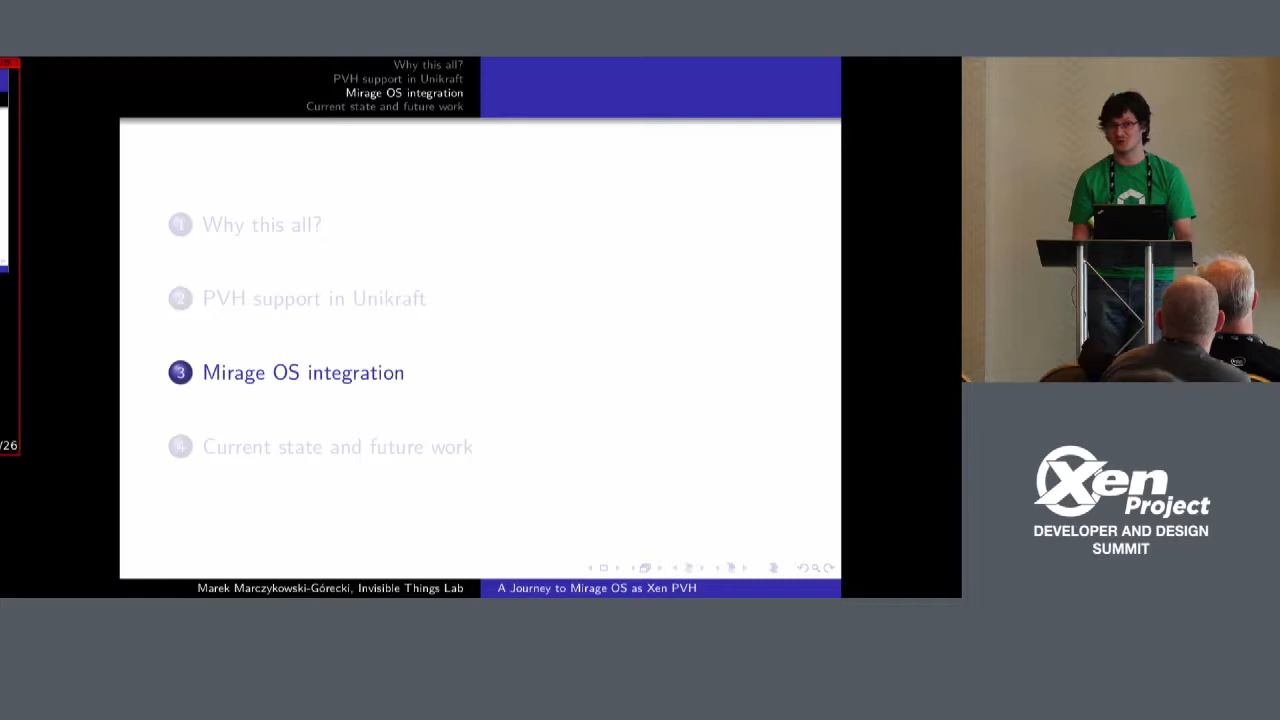 Why this all?
PVH support in Unikraft
Mirage OS integration
Current state and future work
1 Why this all?
2 PVH support in Unikraft
3 Mirage OS integration
4 Current state and future work
/26
Marek Marczykowski-Górecki, Invisible Things Lab
A Journey to Mirage OS as Xen PVH
Xen
Project
DEVELOPER AND DESIGN
SUMMIT